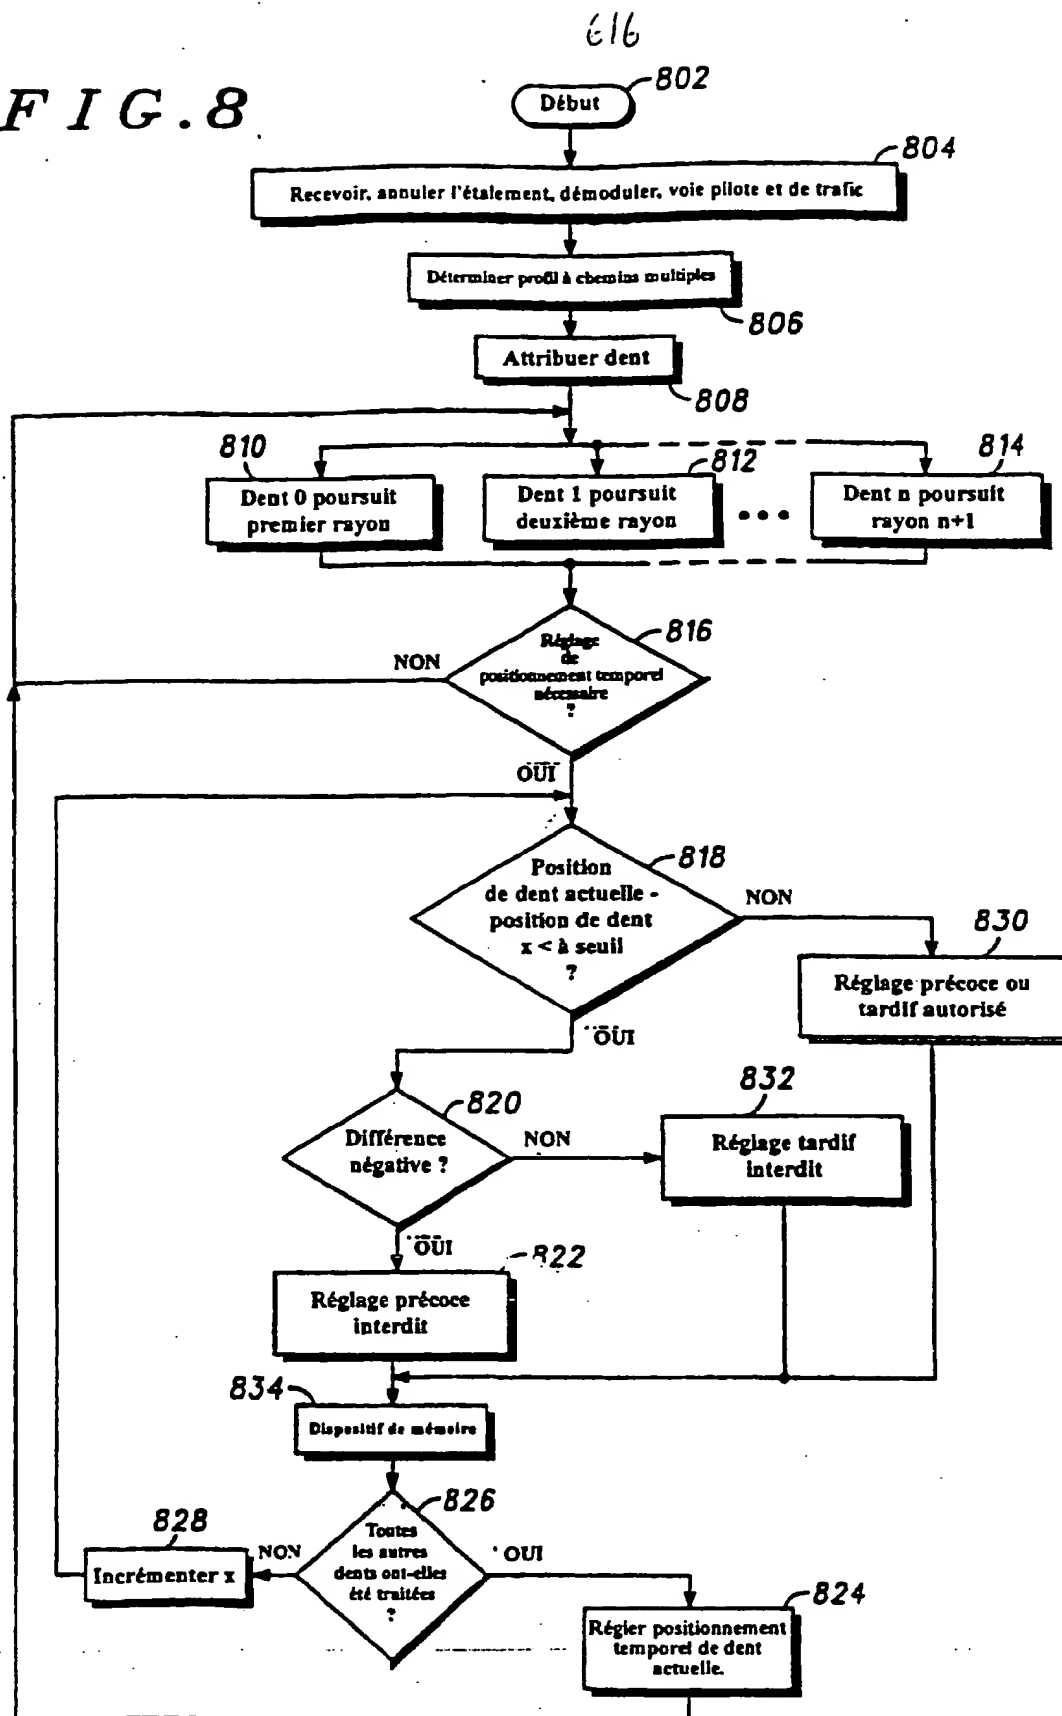 616
FIG.8
802
Début
804
Recevoir, annuler l'étalement, démoduler, voie pilote et de trafic
Déterminer profil à chemins multiples
806
Attribuer dent
808
810
812
814
Dent 0 poursuit
premier rayon
Dent 1 poursuit
deuxième rayon
•••
Dent n poursuit
rayon n+1
816
Réglage
de
positionnement temporel
nécessaire
?
NON
OUI
818
Position
de dent actuelle -
position de dent
x < à seuil
?
NON
830
Réglage précoce ou
tardif autorisé
OUI
820
Différence
négative ?
NON
832
Réglage tardif
interdit
OUI
822
Réglage précoce
interdit
834
Dispositif de mémoire
826
Toutes
les autres
dents ont-elles
été traitées
?
828
NON
Incrémenter x
OUI
824
Régler positionnement
temporel de dent
actuelle.